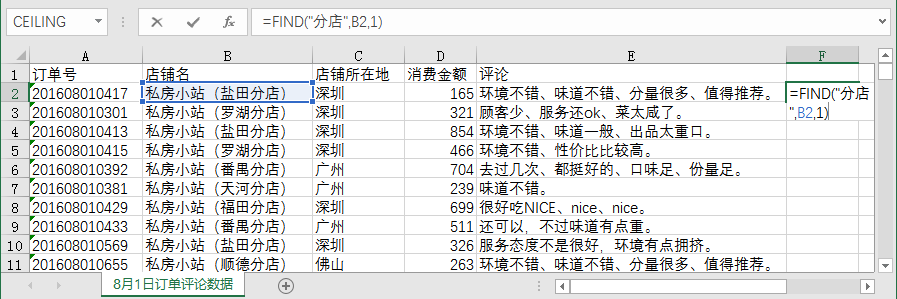 CEILING =FIND("分店",B2,1)
A B C D E F
1 订单号 店铺名 店铺所在地 消费金额 评论
2 201608010417 私房小站（盐田分店） 深圳 165 环境不错、味道不错、分量很多、值得推荐。 =FIND("分店
",B2,1)
3 201608010301 私房小站（罗湖分店） 深圳 321 顾客少、服务还ok、菜太咸了。
4 201608010413 私房小站（盐田分店） 深圳 854 环境不错、味道一般、出品太重口。
5 201608010415 私房小站（罗湖分店） 深圳 466 环境不错、性价比比较高。
6 201608010392 私房小站（番禺分店） 广州 704 去过几次、都挺好的、口味足、份量足。
7 201608010381 私房小站（天河分店） 广州 239 味道不错。
8 201608010429 私房小站（福田分店） 深圳 699 很好吃NICE、nice、nice。
9 201608010433 私房小站（番禺分店） 广州 511 还可以，不过味道有点重。
10 201608010569 私房小站（盐田分店） 深圳 326 服务态度不是很好，环境有点拥挤。
11 201608010655 私房小站（顺德分店） 佛山 263 环境不错、味道不错、分量很多、值得推荐。
8月1日订单评论数据